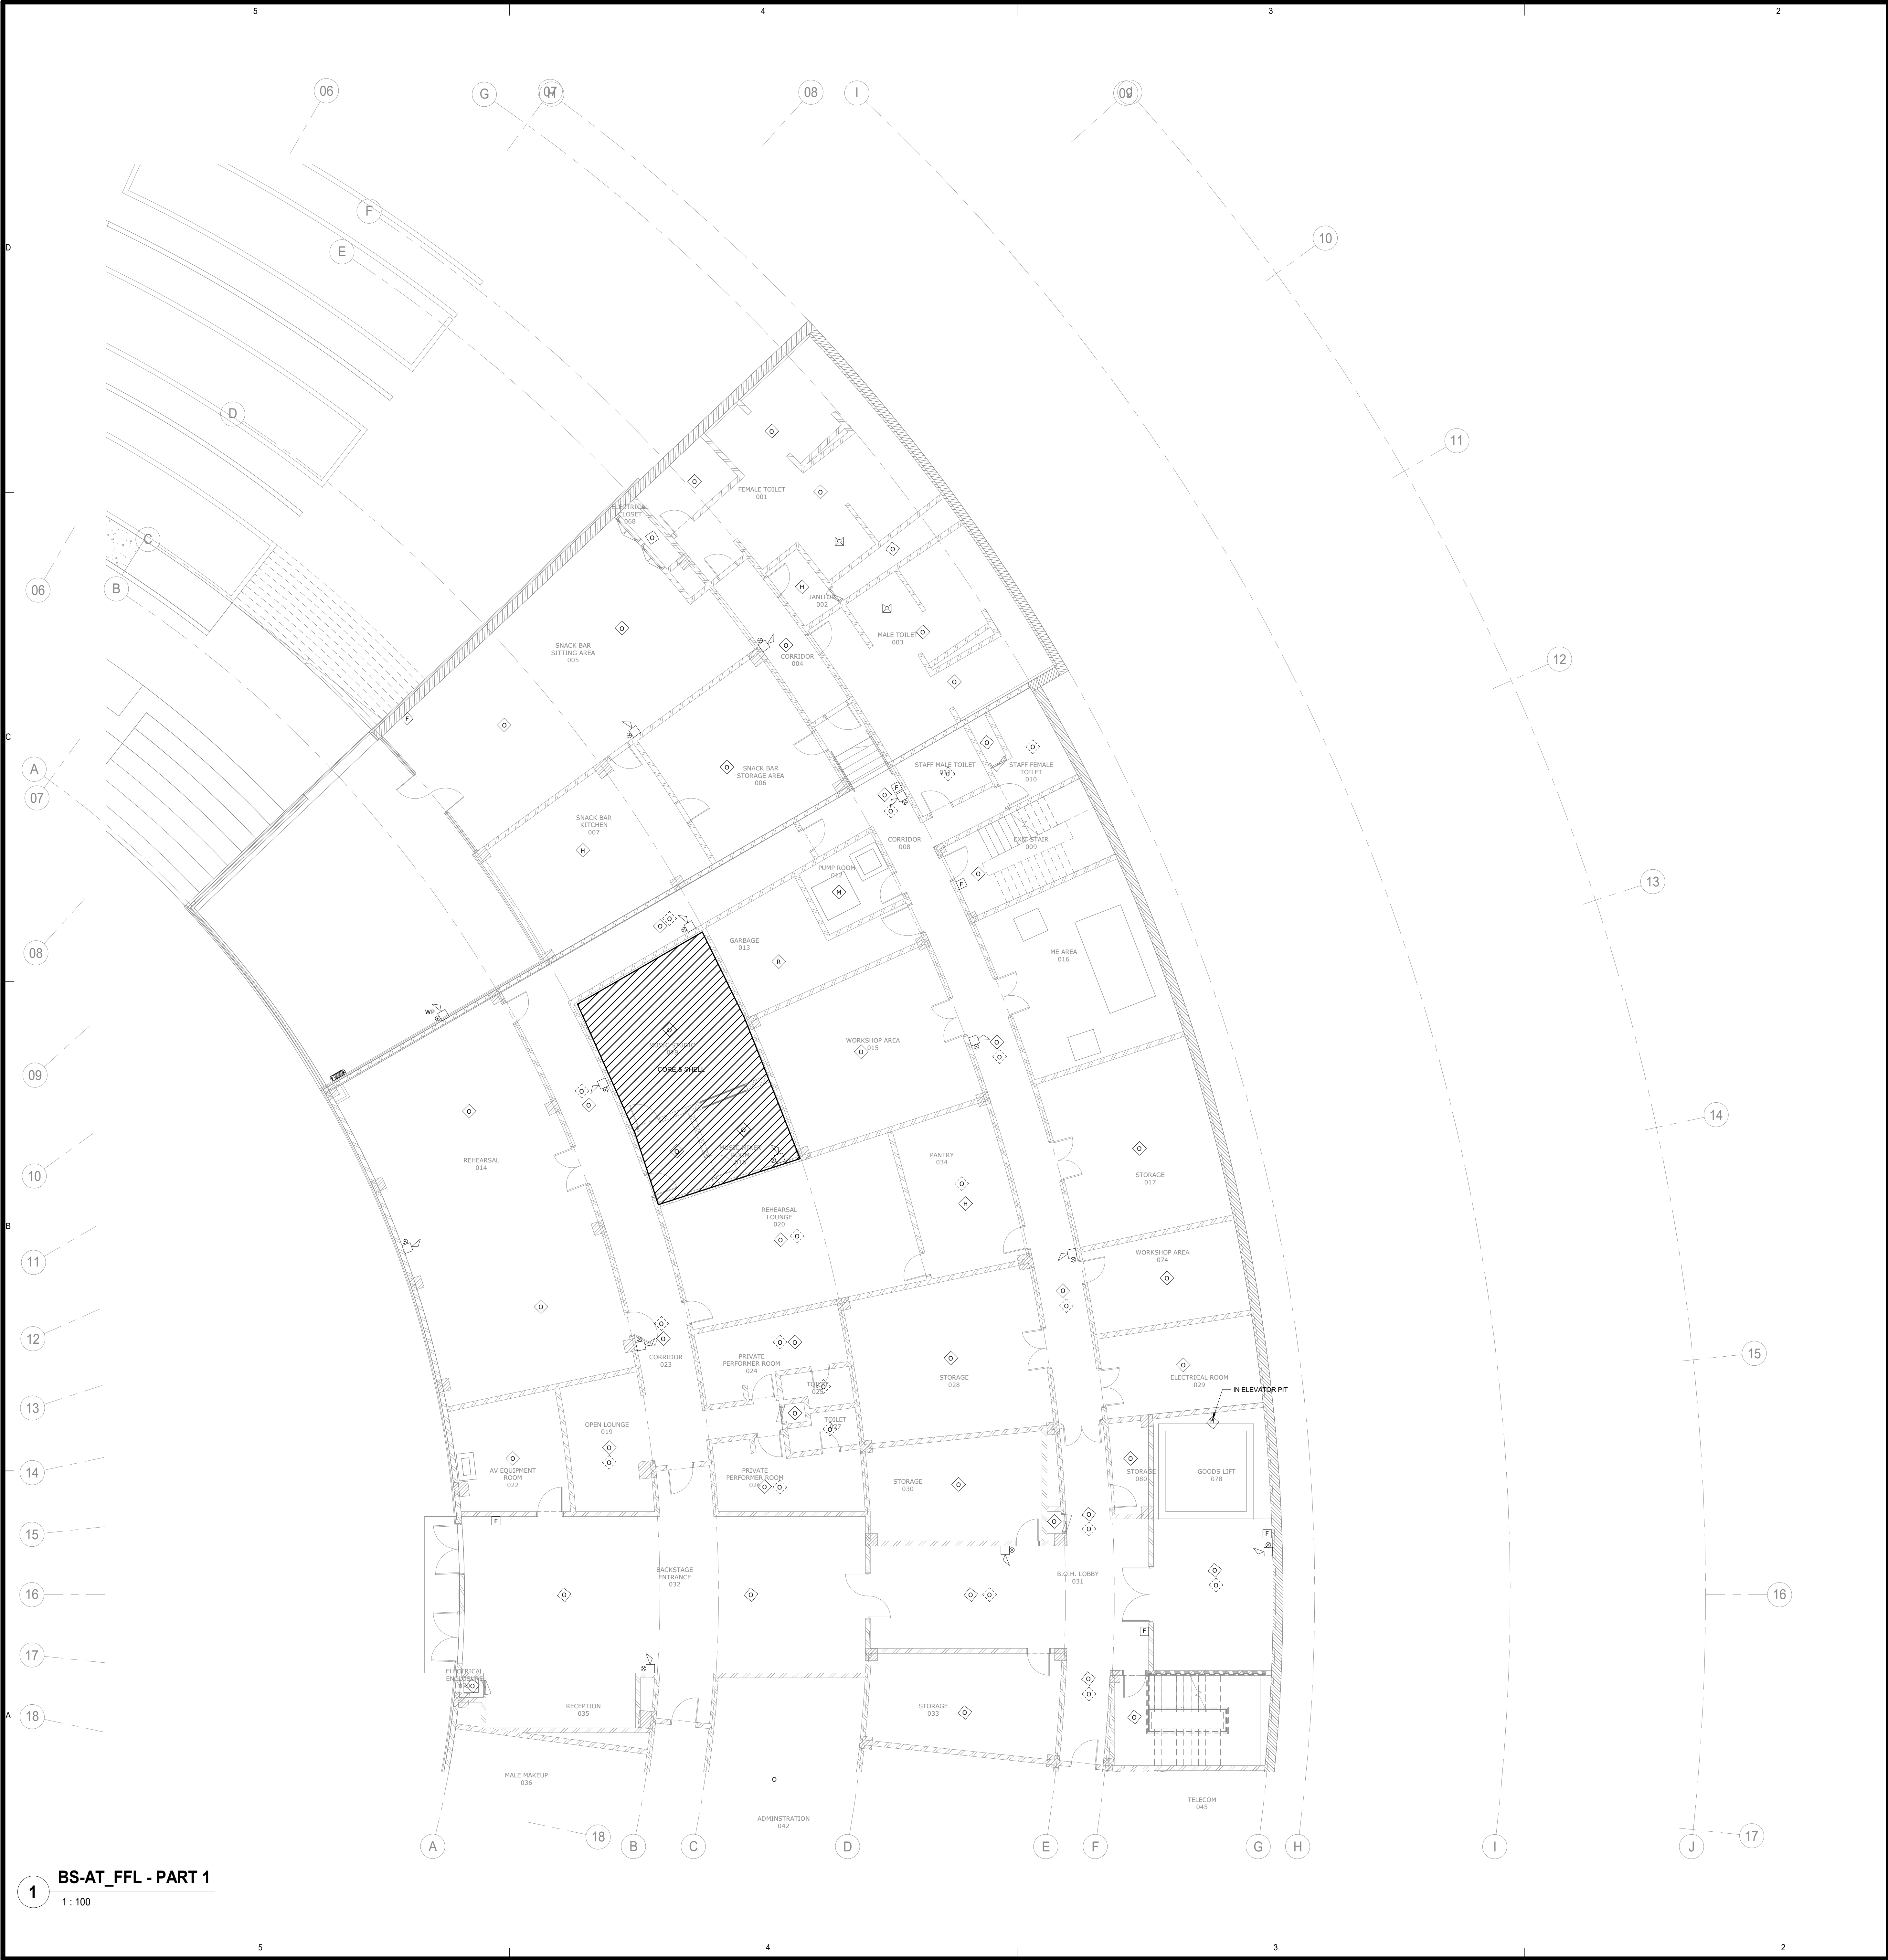 5
4
3
2
06
G
07
H
08
I
09
J
F
E
D
10
D
11
C
B
06
12
C
A
07
13
08
14
09
15
10
B
11
12
13
14
15
16
16
17
A
18
FEMALE TOILET
001
ELECTRICAL
CLOSET
068
JANITOR
002
MALE TOILET
003
CORRIDOR
004
SNACK BAR
SITTING AREA
005
SNACK BAR
STORAGE AREA
006
SNACK BAR
KITCHEN
007
STAFF MALE TOILET
STAFF FEMALE
TOILET
010
CORRIDOR
008
EXIT STAIR
009
PUMP ROOM
012
GARBAGE
013
ME AREA
016
WORKSHOP AREA
015
WP
CORE & SHELL
REHEARSAL
014
PANTRY
034
STORAGE
017
REHEARSAL
LOUNGE
020
WORKSHOP AREA
074
CORRIDOR
023
PRIVATE
PERFORMER ROOM
024
TOILET
STORAGE
028
ELECTRICAL ROOM
029
IN ELEVATOR PIT
OPEN LOUNGE
019
TOILET
AV EQUIPMENT
ROOM
022
PRIVATE
PERFORMER ROOM
STORAGE
030
STORAGE
080
GOODS LIFT
078
BACKSTAGE
ENTRANCE
032
B.O.H. LOBBY
031
ELECTRICAL
RECEPTION
035
STORAGE
033
MALE MAKEUP
036
ADMINSTRATION
042
TELECOM
045
A
18
B
C
D
E
F
G
H
I
J
17
1
BS-AT_FFL - PART 1
1 : 100
5
4
3
2